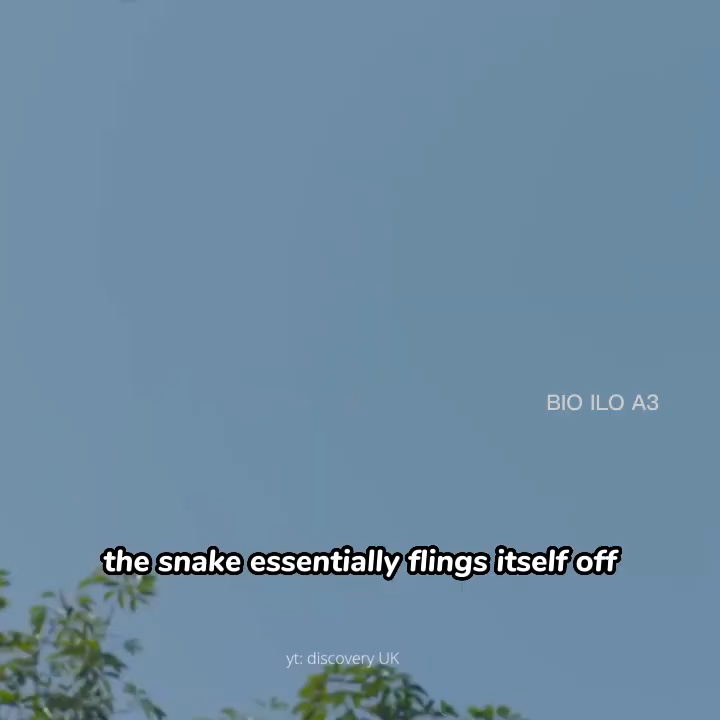 BIO ILO A3
the snake essentially flings itself off
yt: discovery UK